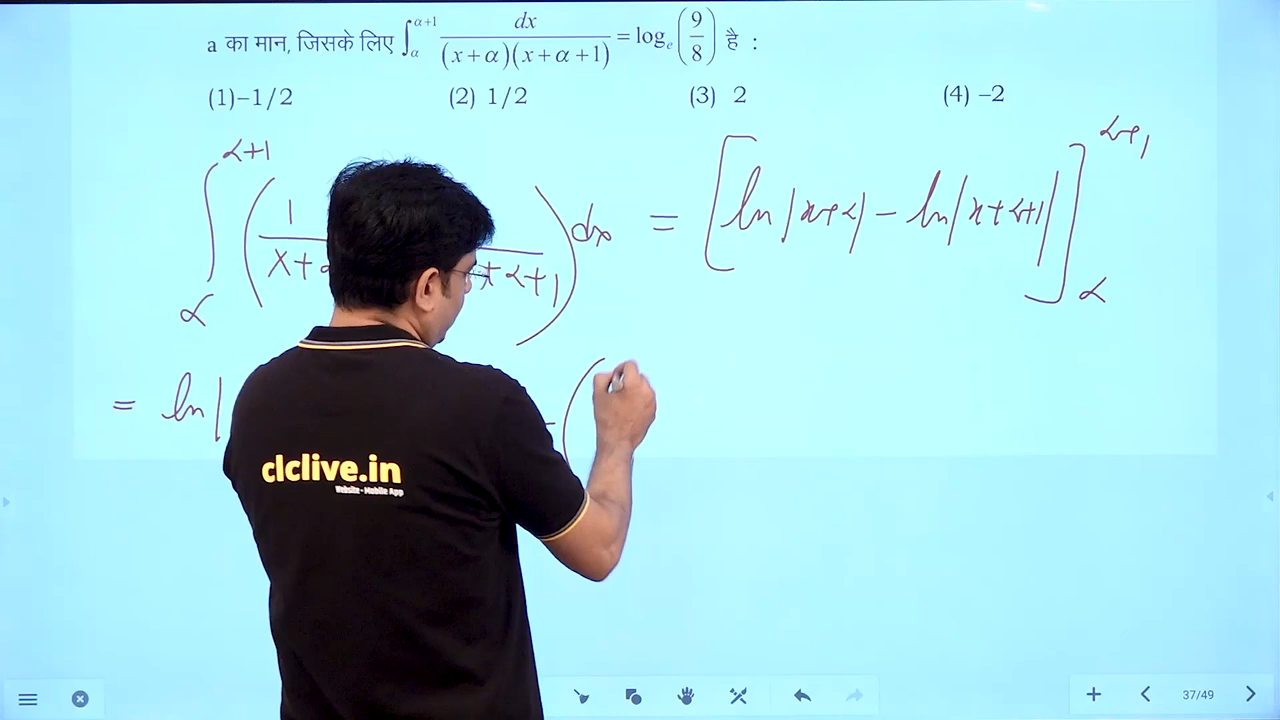 a का मान, जिसके लिए ∫_α^{α+1} dx/((x+α)(x+α+1)) = log_e(9/8) है :
(1)–1/2 (2) 1/2 (3) 2 (4) –2
∫_α^{α+1} ( 1/(x+ +α+1 ) dx = [ ln|x+α| – ln|x+α+1| ]_α^{α+1}
= ln| – (
clclive.in
Website - Mobile App
37/49